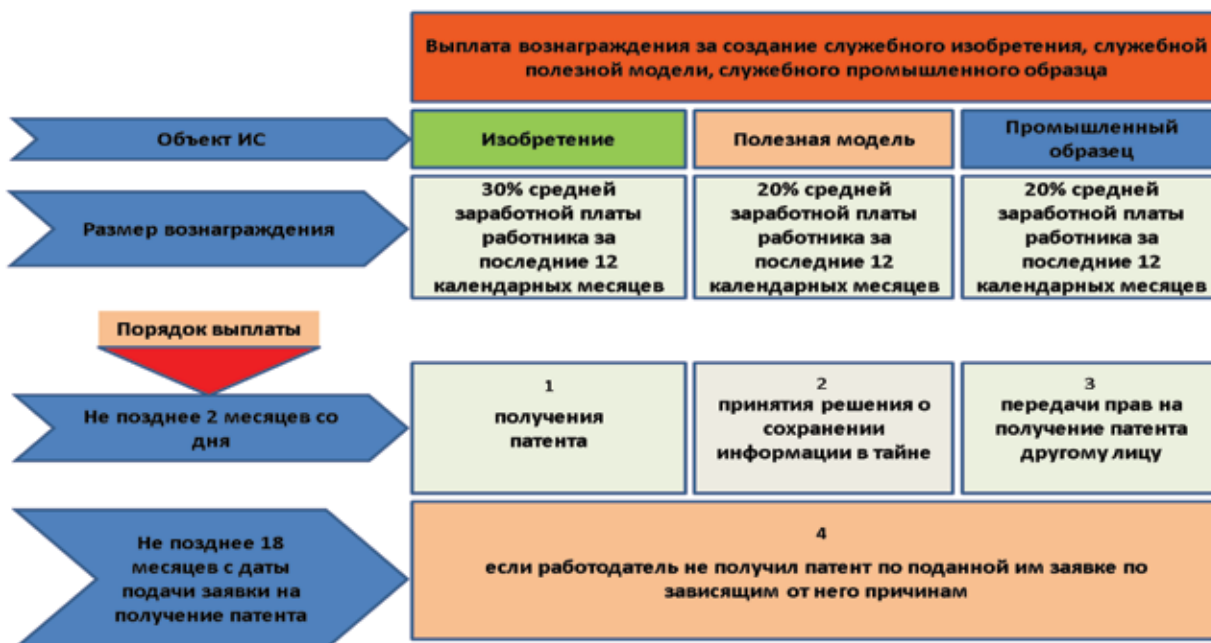 Выплата вознаграждения за создание служебного изобретения, служебной
полезной модели, служебного промышленного образца
Объект ИС
Изобретение
Полезная модель
Промышленный
образец
Размер вознаграждения
30% средней
заработной платы
работника за
последние 12
календарных месяцев
20% средней
заработной платы
работника за
последние 12
календарных месяцев
20% средней
заработной платы
работника за
последние 12
календарных месяцев
Порядок выплаты
Не позднее 2 месяцев со
дня
1
получения
патента
2
принятия решения о
сохранении
информации в тайне
3
передачи прав на
получение патента
другому лицу
Не позднее 18
месяцев с даты
подачи заявки на
получение патента
4
если работодатель не получил патент по поданной им заявке по
зависящим от него причинам